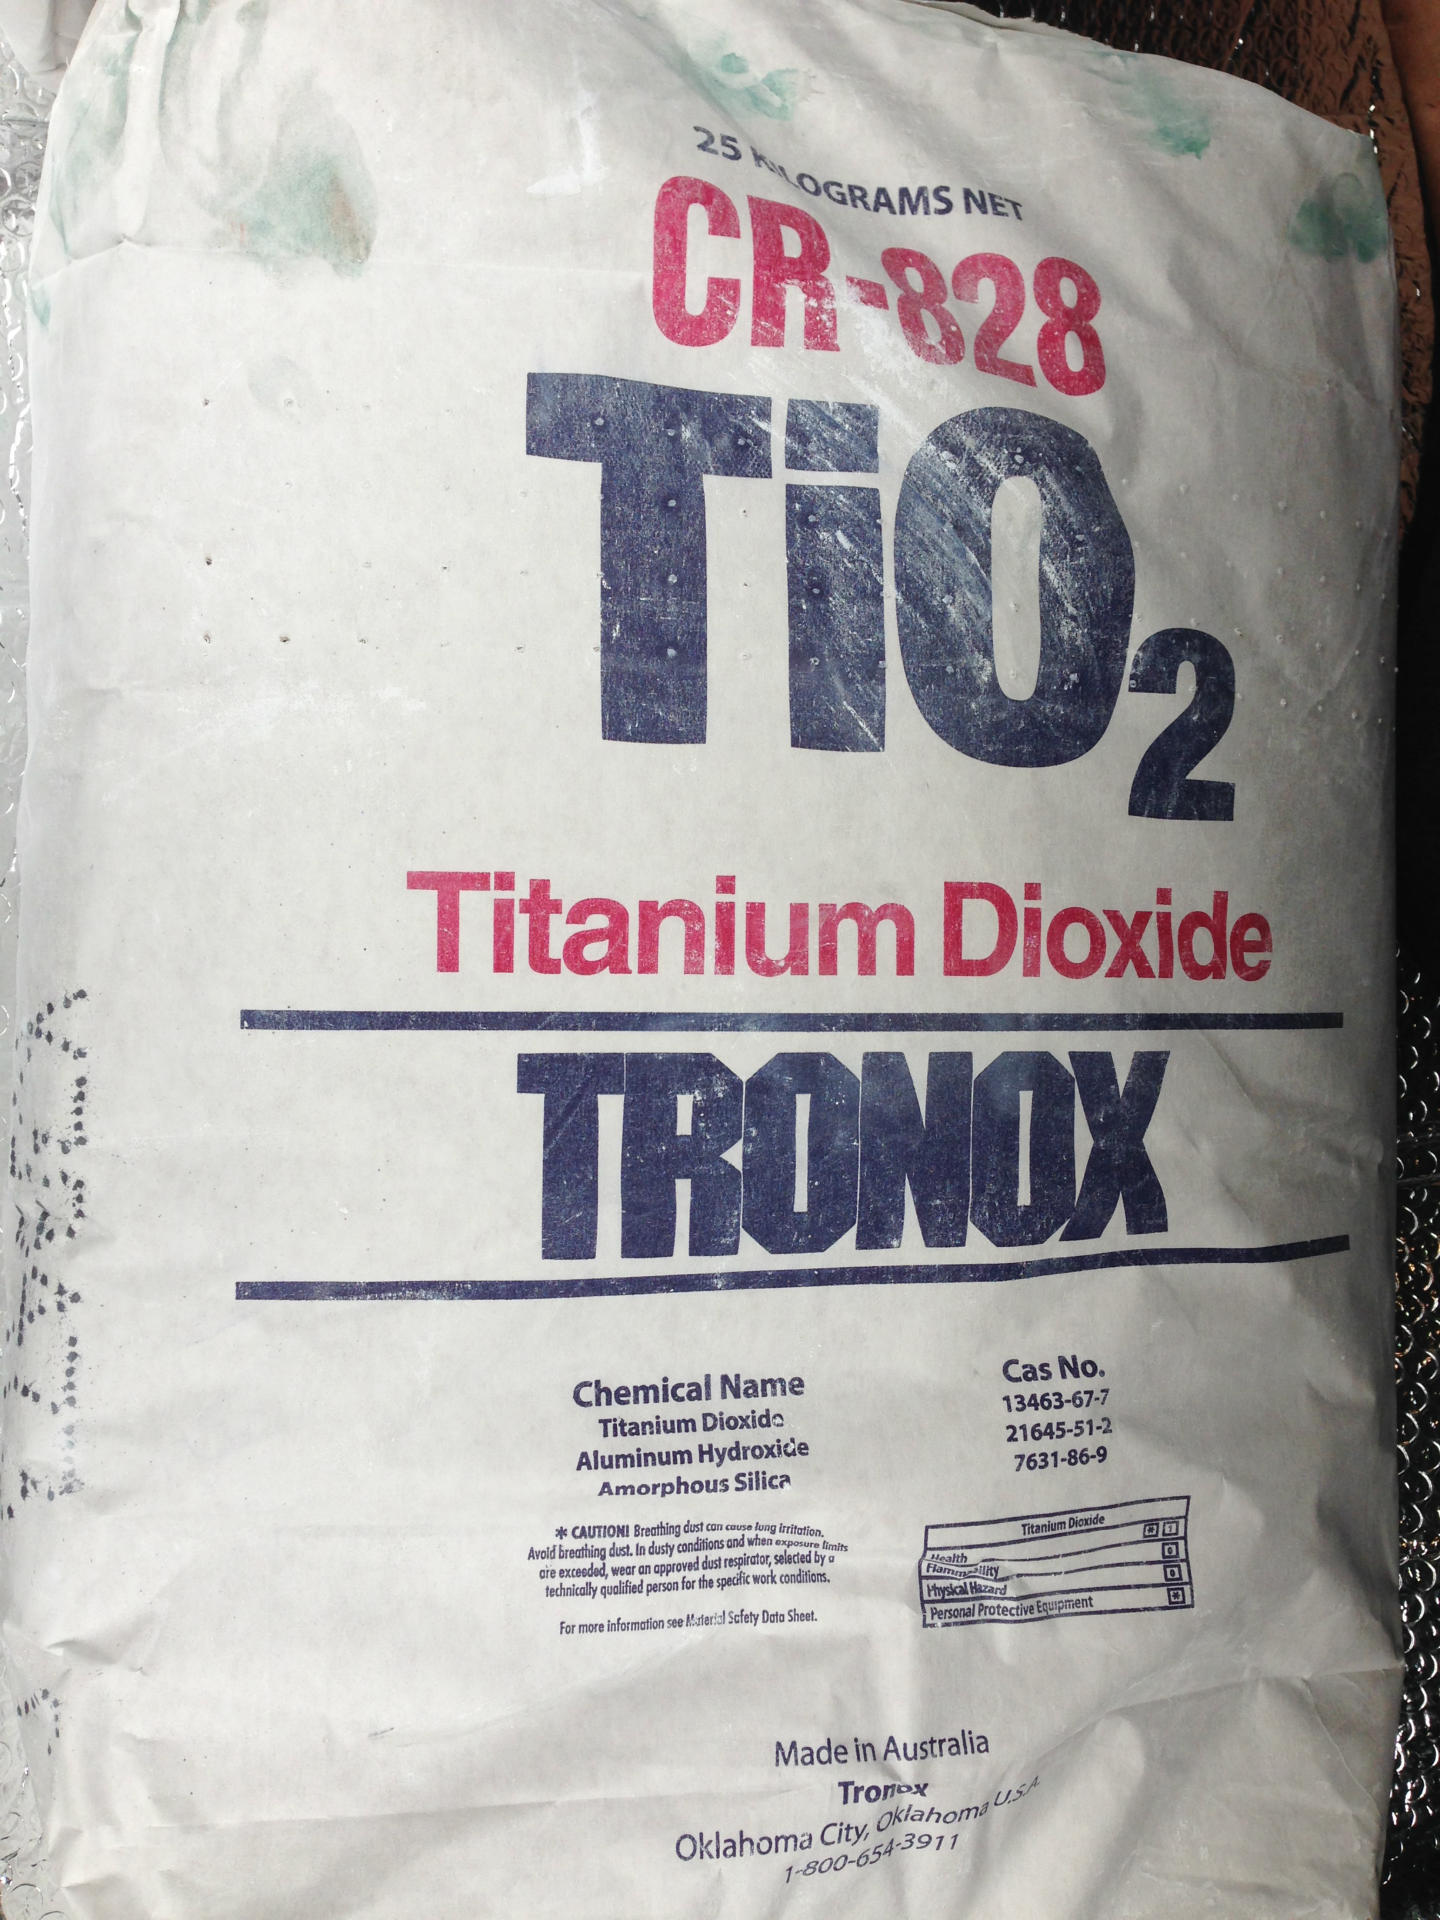 25 KILOGRAMS NET
CR-828
TiO2
Titanium Dioxide
TRONOX
Chemical Name
Titanium Dioxide
Aluminum Hydroxide
Amorphous Silica
Cas No.
13463-67-7
21645-51-2
7631-86-9
* CAUTION! Breathing dust can cause lung irritation.
Avoid breathing dust. In dusty conditions and when exposure limits
are exceeded, wear an approved dust respirator, selected by a
technically qualified person for the specific work conditions.
For more information see Material Safety Data Sheet.
Titanium Dioxide
Health * 1
Flammability 0
Physical Hazard 0
Personal Protective Equipment *
Made in Australia
Tronox
Oklahoma City, Oklahoma U.S.A
1-800-654-3911